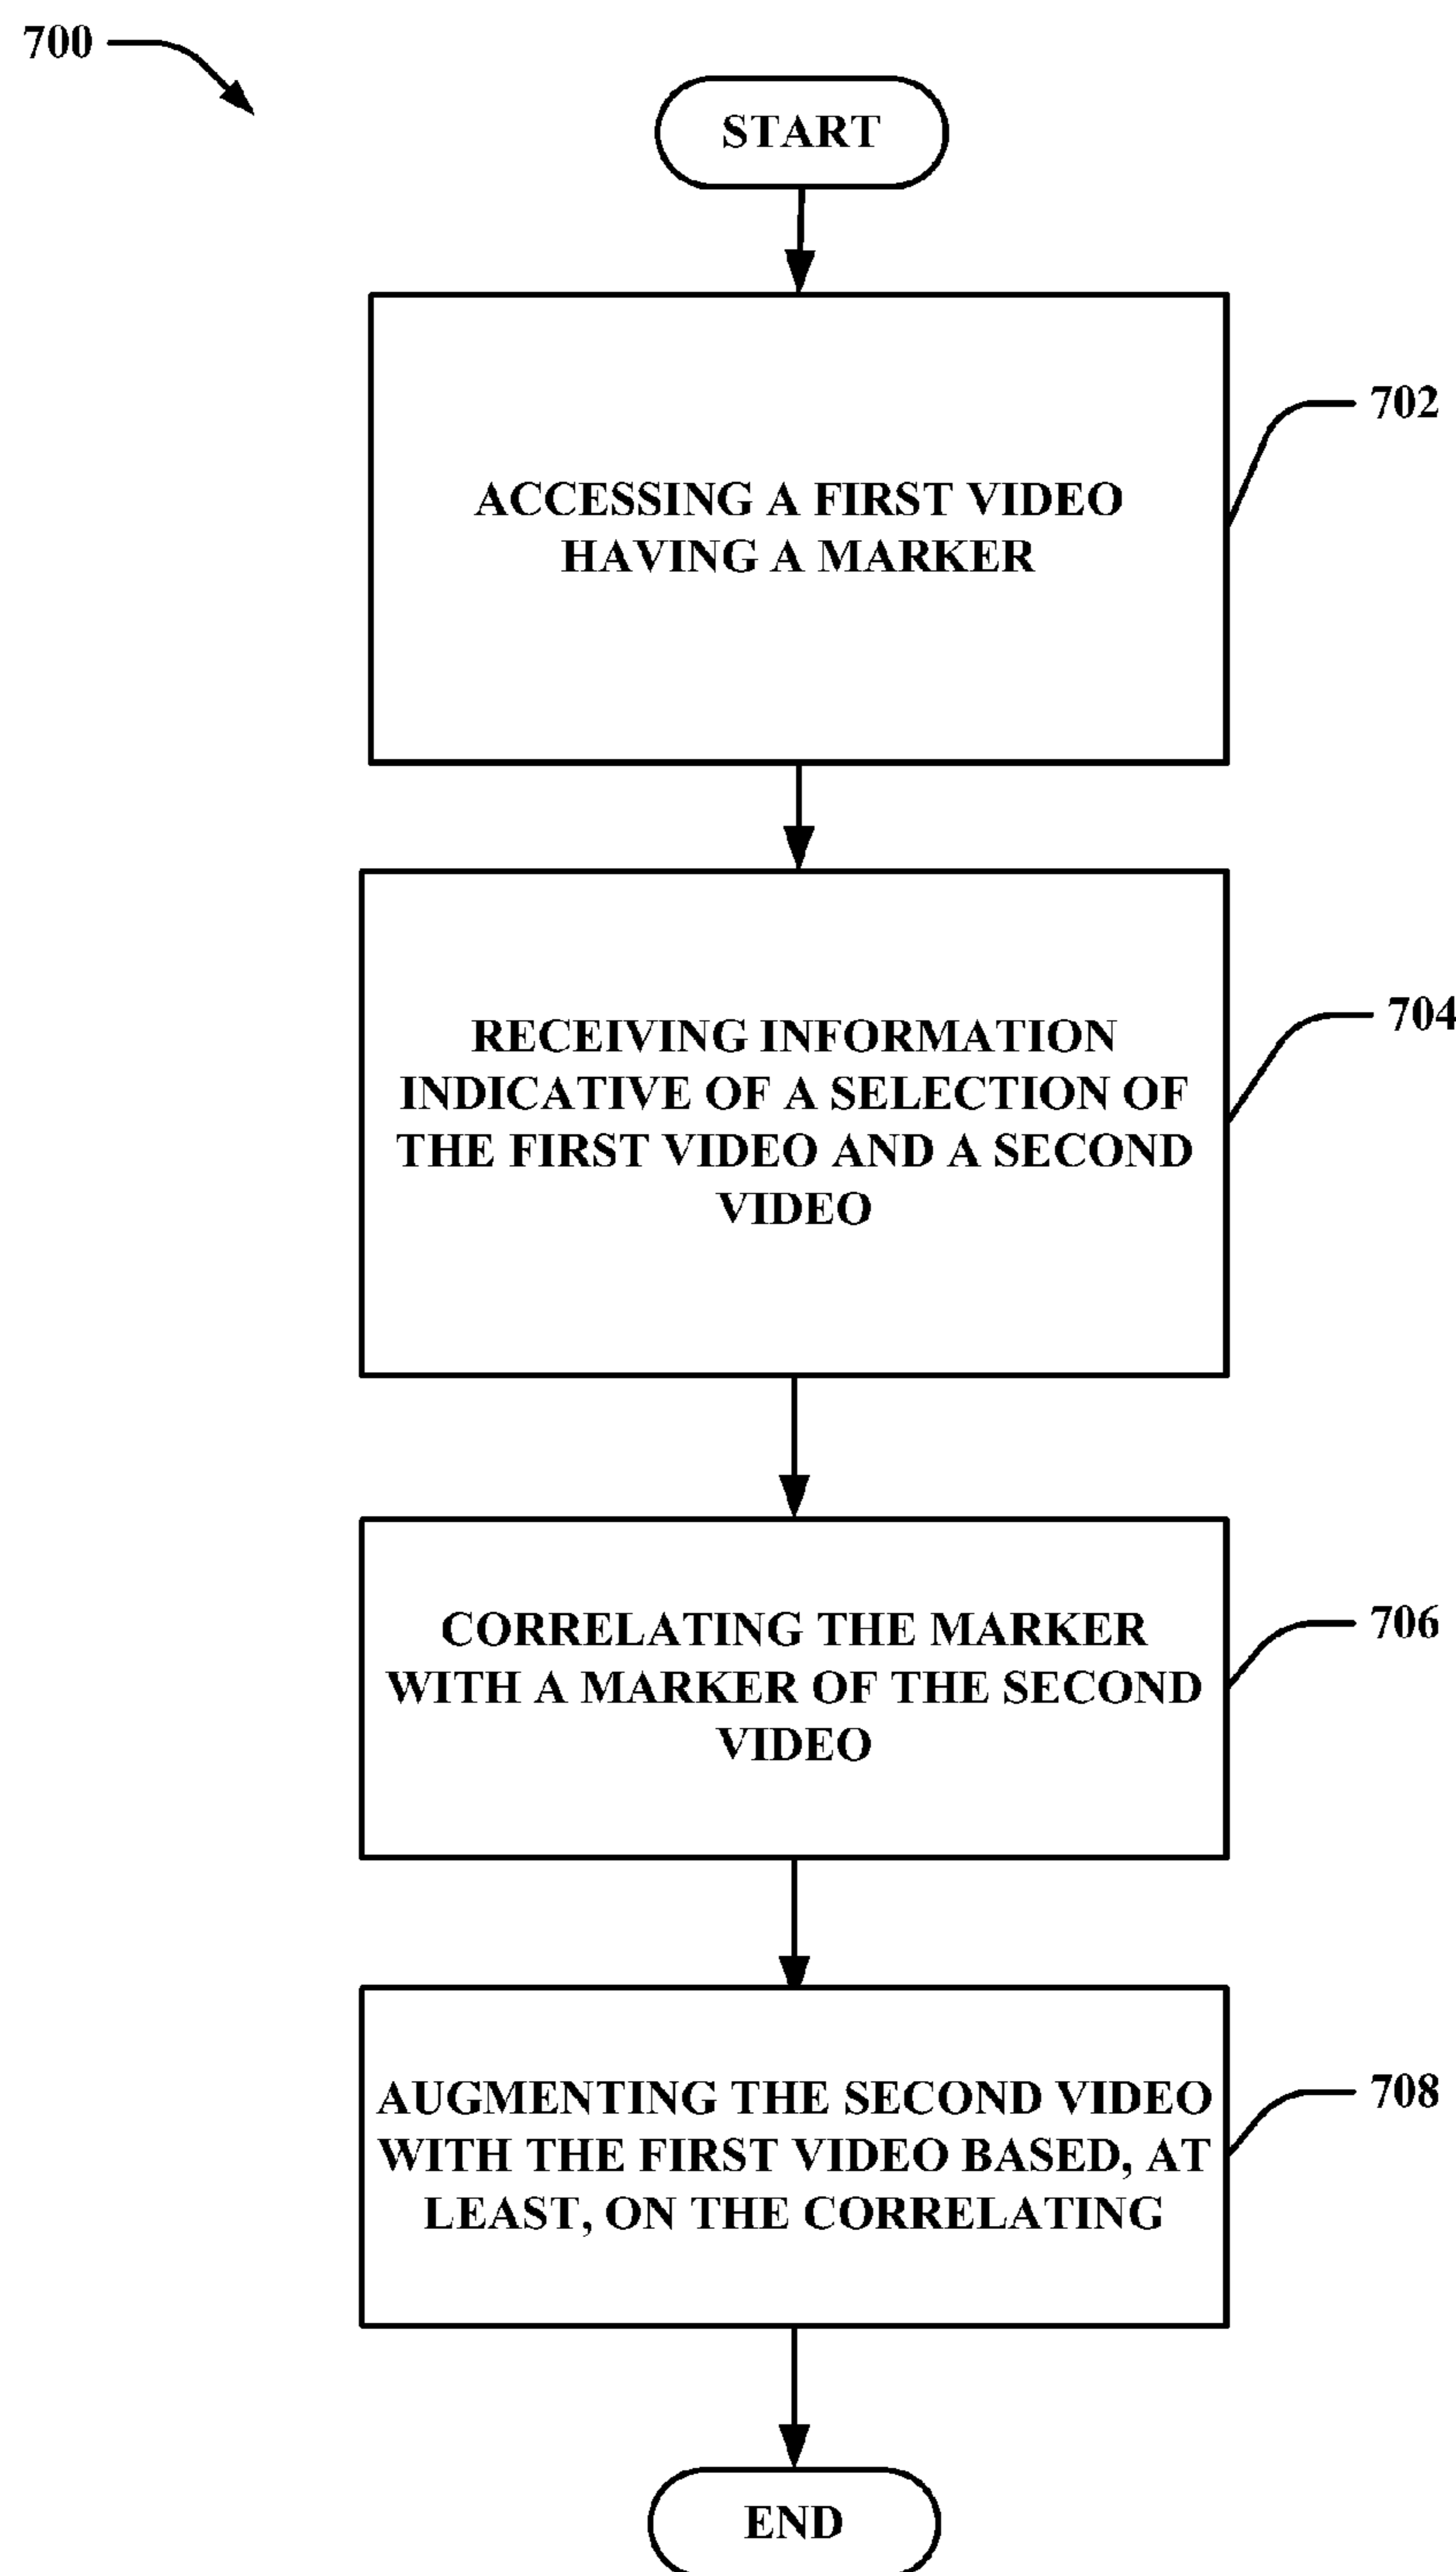 700
START
ACCESSING A FIRST VIDEO
HAVING A MARKER
702
RECEIVING INFORMATION
INDICATIVE OF A SELECTION OF
THE FIRST VIDEO AND A SECOND
VIDEO
704
CORRELATING THE MARKER
WITH A MARKER OF THE SECOND
VIDEO
706
AUGMENTING THE SECOND VIDEO
WITH THE FIRST VIDEO BASED, AT
LEAST, ON THE CORRELATING
708
END